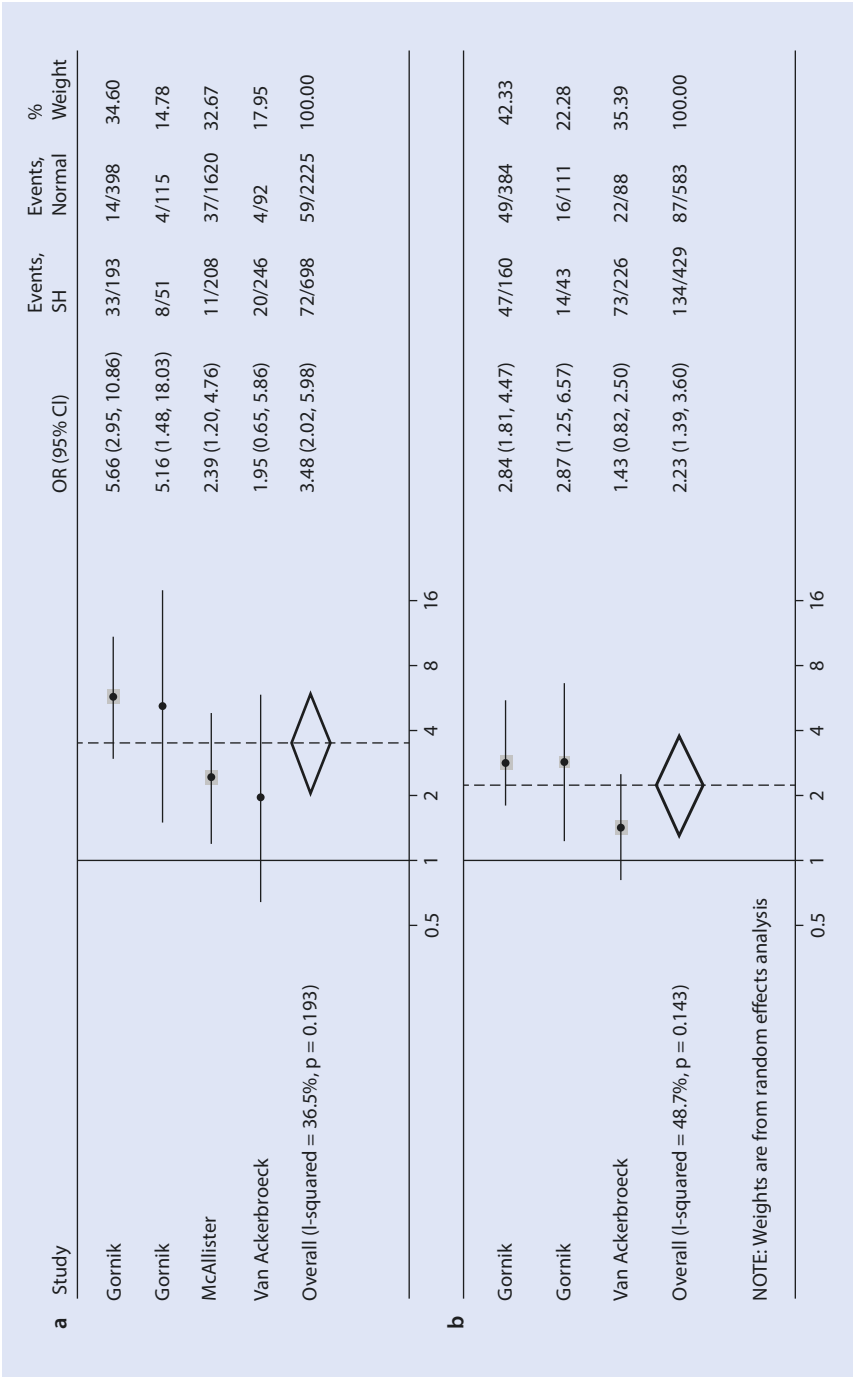 a
Study OR (95% CI) Events, SH Events, Normal % Weight
Gornik 5.66 (2.95, 10.86) 33/193 14/398 34.60
Gornik 5.16 (1.48, 18.03) 8/51 4/115 14.78
McAllister 2.39 (1.20, 4.76) 11/208 37/1620 32.67
Van Ackerbroeck 1.95 (0.65, 5.86) 20/246 4/92 17.95
Overall (I-squared = 36.5%, p = 0.193) 3.48 (2.02, 5.98) 72/698 59/2225 100.00
0.5 1 2 4 8 16
b
Gornik 2.84 (1.81, 4.47) 47/160 49/384 42.33
Gornik 2.87 (1.25, 6.57) 14/43 16/111 22.28
Van Ackerbroeck 1.43 (0.82, 2.50) 73/226 22/88 35.39
Overall (I-squared = 48.7%, p = 0.143) 2.23 (1.39, 3.60) 134/429 87/583 100.00
NOTE: Weights are from random effects analysis
0.5 1 2 4 8 16